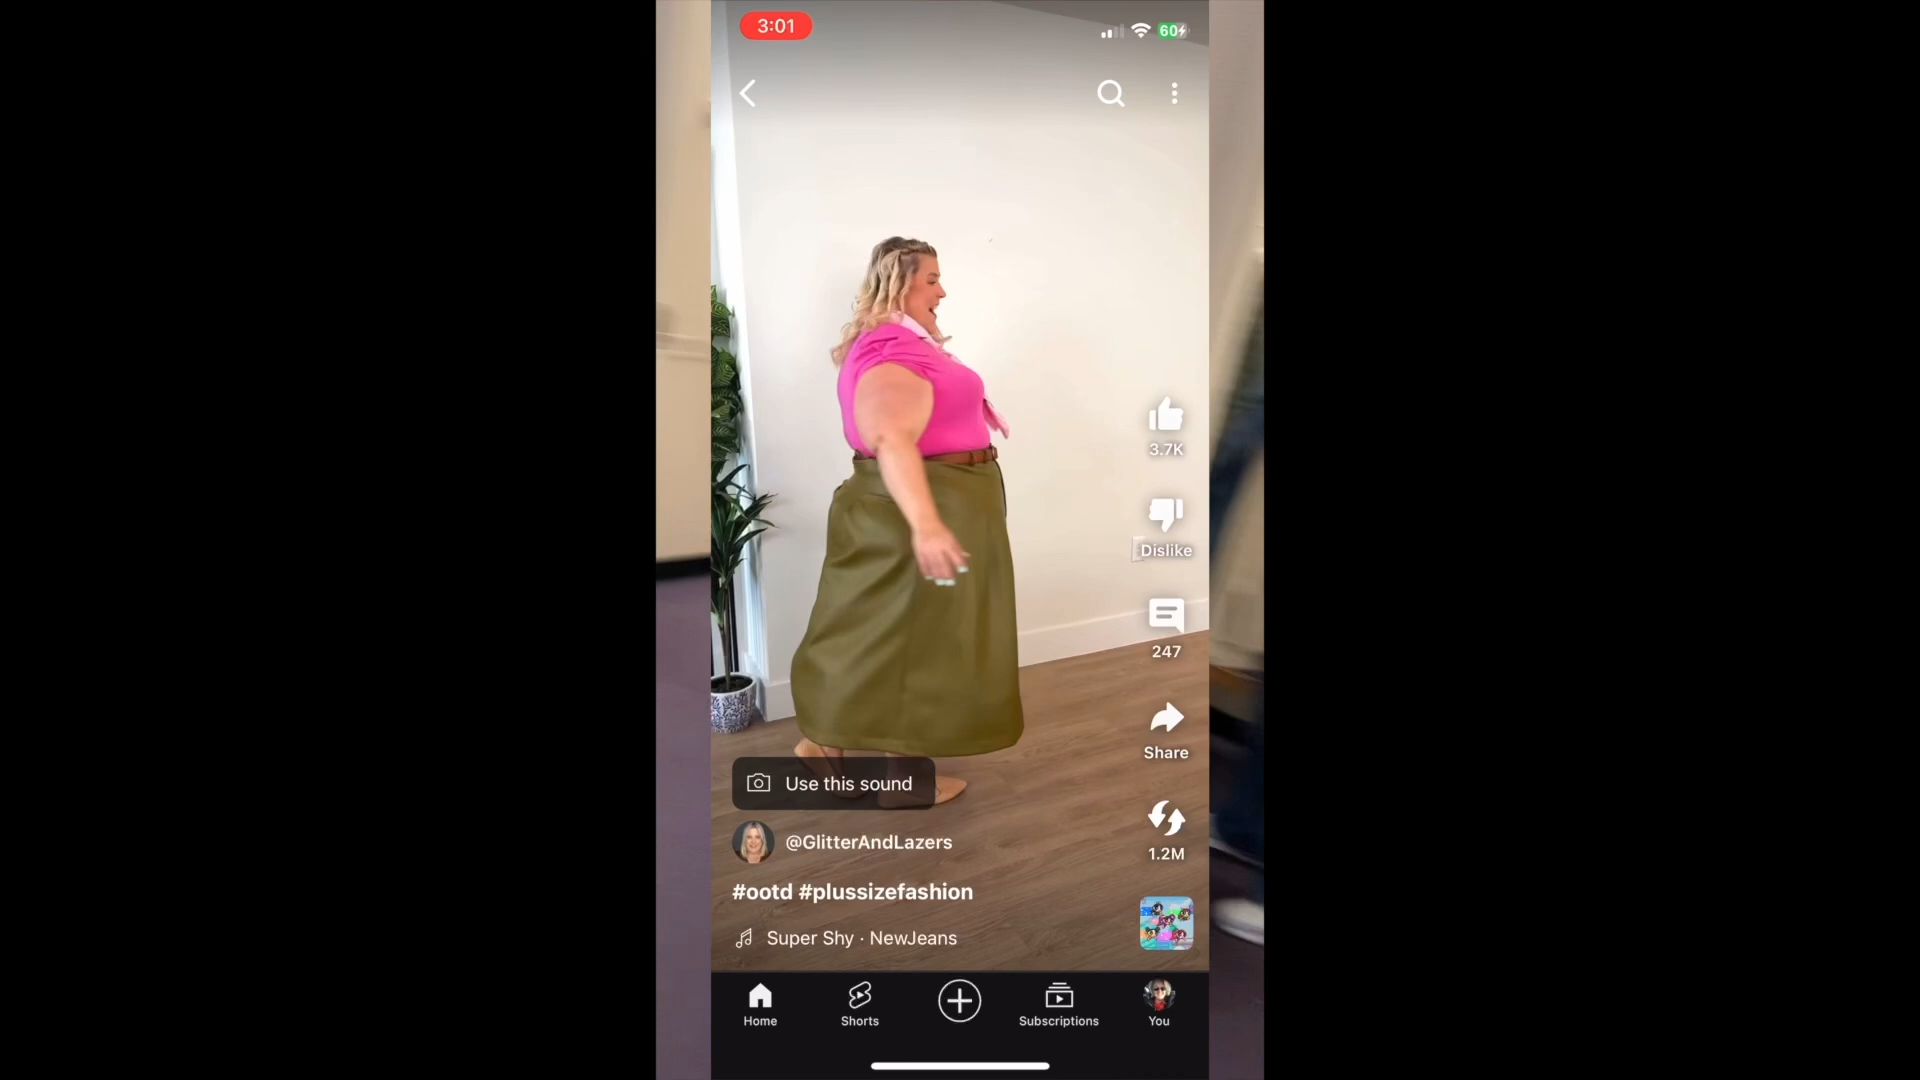 3:01
60
3.7K
Dislike
247
Share
1.2M
Use this sound
@GlitterAndLazers
#ootd #plussizefashion
Super Shy · NewJeans
Home
Shorts
Subscriptions
You